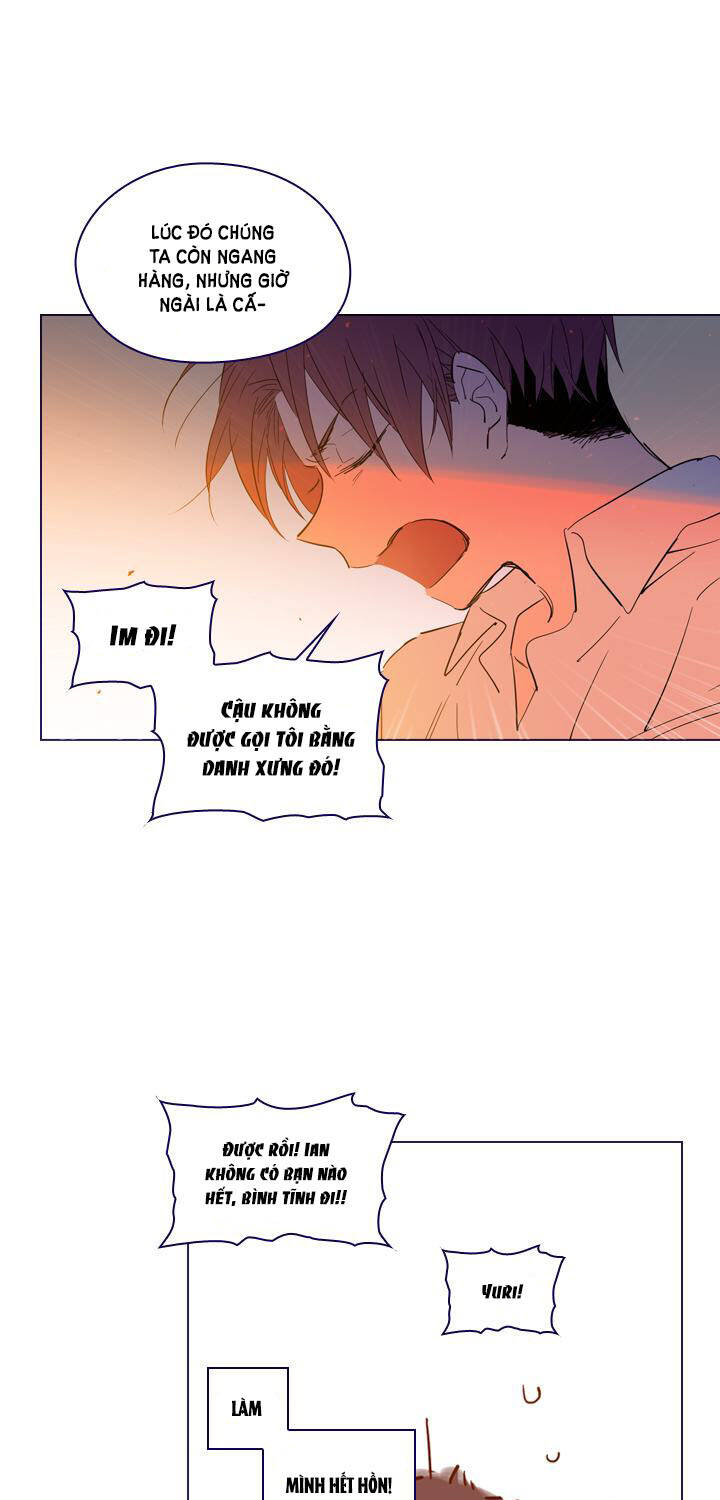 LÚC ĐÓ CHÚNG
TA CÒN NGANG
HÀNG, NHƯNG GIỜ
NGÀI LÀ CẤ-
IM ĐI!
CẬU KHÔNG
ĐƯỢC GỌI TÔI BẰNG
DANH XƯNG ĐÓ!
ĐƯỢC RỒI! IAN
KHÔNG CÓ BẠN NÀO
HẾT, BÌNH TĨNH ĐI!!
YURI!
LÀM
MÌNH HẾT HỒN!